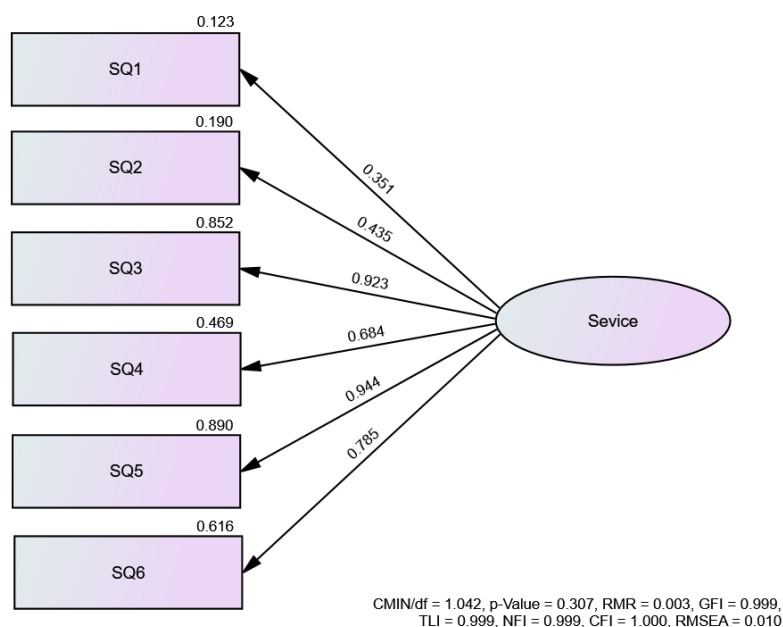 0.123
SQ1
0.351
0.190
SQ2
0.435
0.852
SQ3
0.923
0.469
SQ4
0.684
0.890
SQ5
0.944
0.616
SQ6
0.785
Sevice
CMIN/df = 1.042, p-Value = 0.307, RMR = 0.003, GFI = 0.999,
TLI = 0.999, NFI = 0.999, CFI = 1.000, RMSEA = 0.010